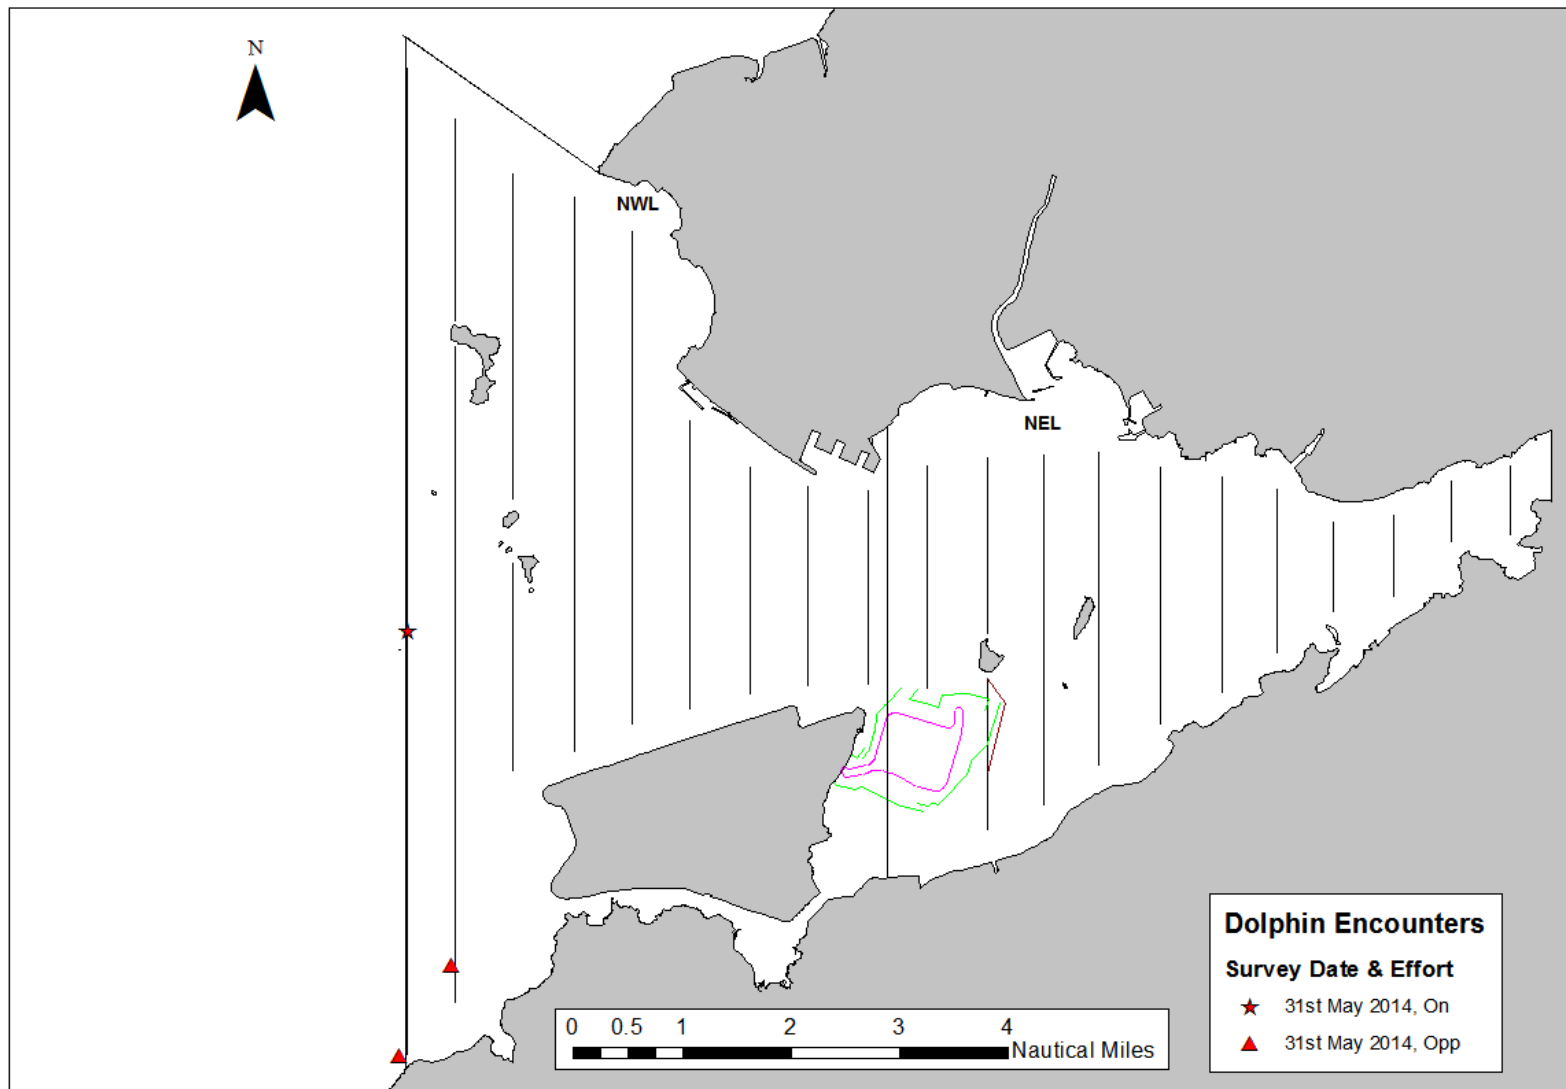 N
NWL
NEL
Dolphin Encounters
Survey Date & Effort
31st May 2014, On
31st May 2014, Opp
0 0.5 1 2 3 4
Nautical Miles